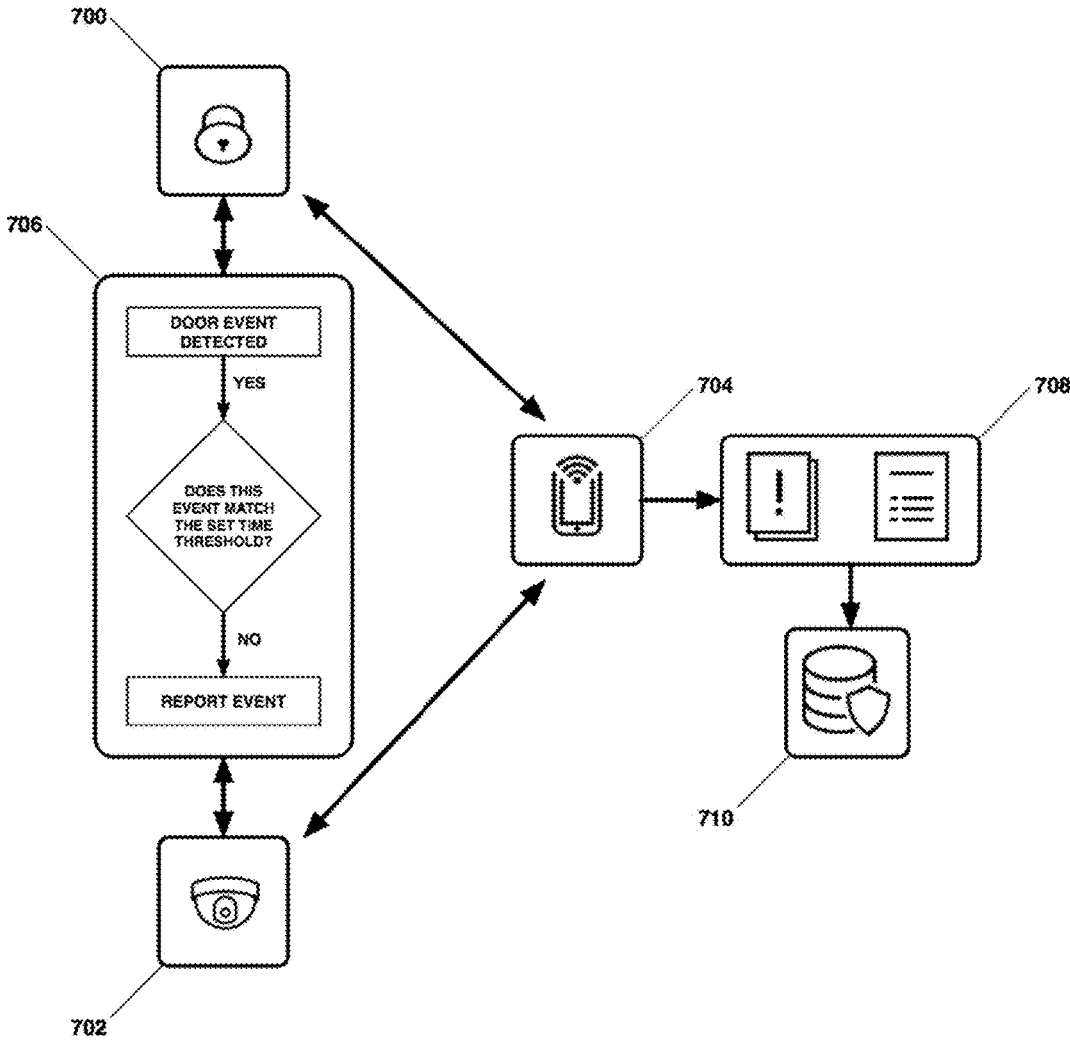 700
706
DOOR EVENT
DETECTED
YES
DOES THIS
EVENT MATCH
THE SET TIME
THRESHOLD?
NO
REPORT EVENT
704
708
710
702